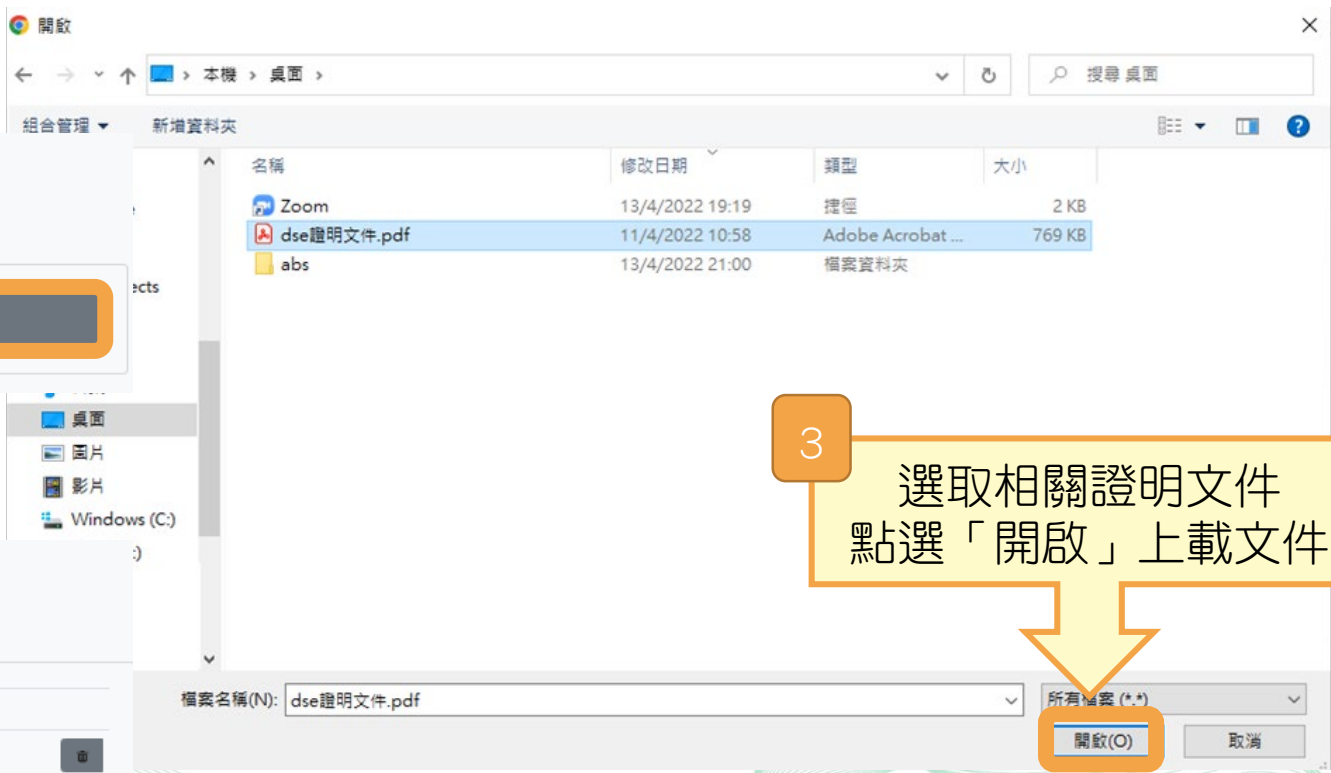 開啟
本機 › 桌面 ›
搜尋 桌面
組合管理
新增資料夾
名稱 修改日期 類型 大小
Zoom 13/4/2022 19:19 捷徑 2 KB
dse證明文件.pdf 11/4/2022 10:58 Adobe Acrobat ... 769 KB
abs 13/4/2022 21:00 檔案資料夾
ects
桌面
圖片
影片
Windows (C:)
:)
3
選取相關證明文件
點選「開啟」上載文件
檔案名稱(N): dse證明文件.pdf
所有檔案 (*.*)
開啟(O)
取消